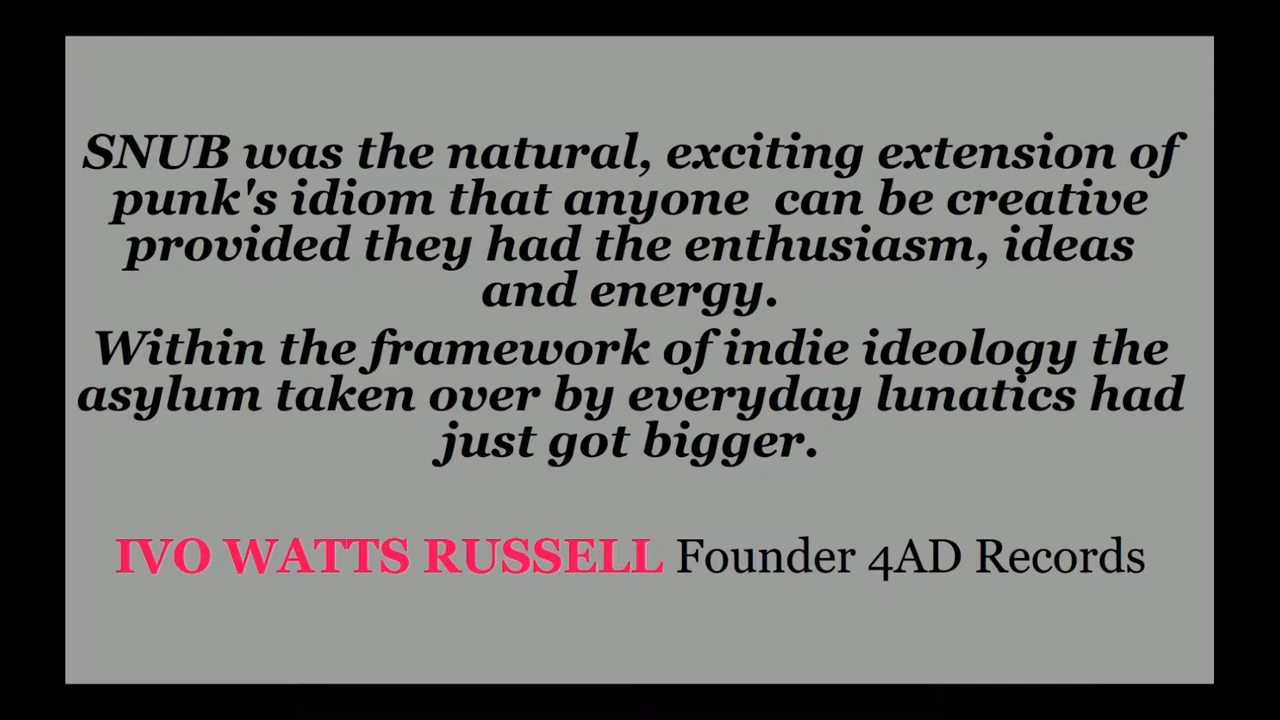 SNUB was the natural, exciting extension of
punk's idiom that anyone  can be creative
provided they had the enthusiasm, ideas
and energy.
Within the framework of indie ideology the
asylum taken over by everyday lunatics had
just got bigger.
IVO WATTS RUSSELL Founder 4AD Records